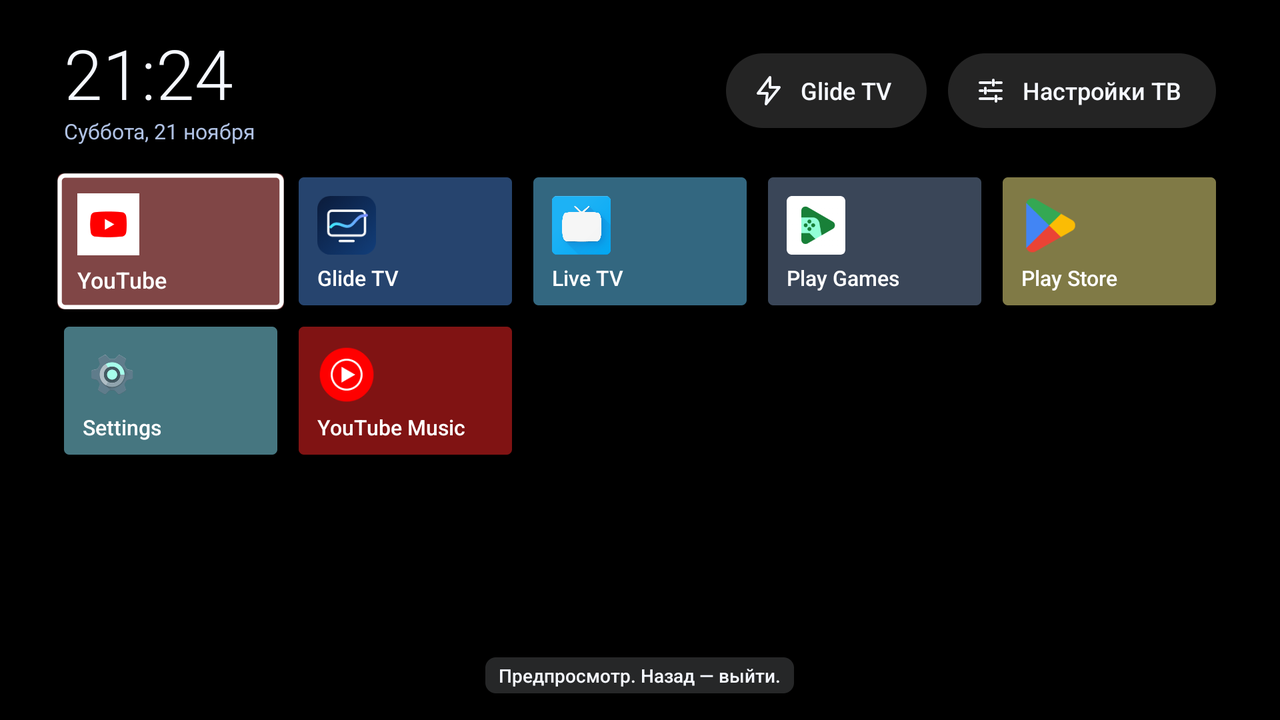 21:24
Суббота, 21 ноября
Glide TV
Настройки ТВ
YouTube
Glide TV
Live TV
Play Games
Play Store
Settings
YouTube Music
Предпросмотр. Назад — выйти.